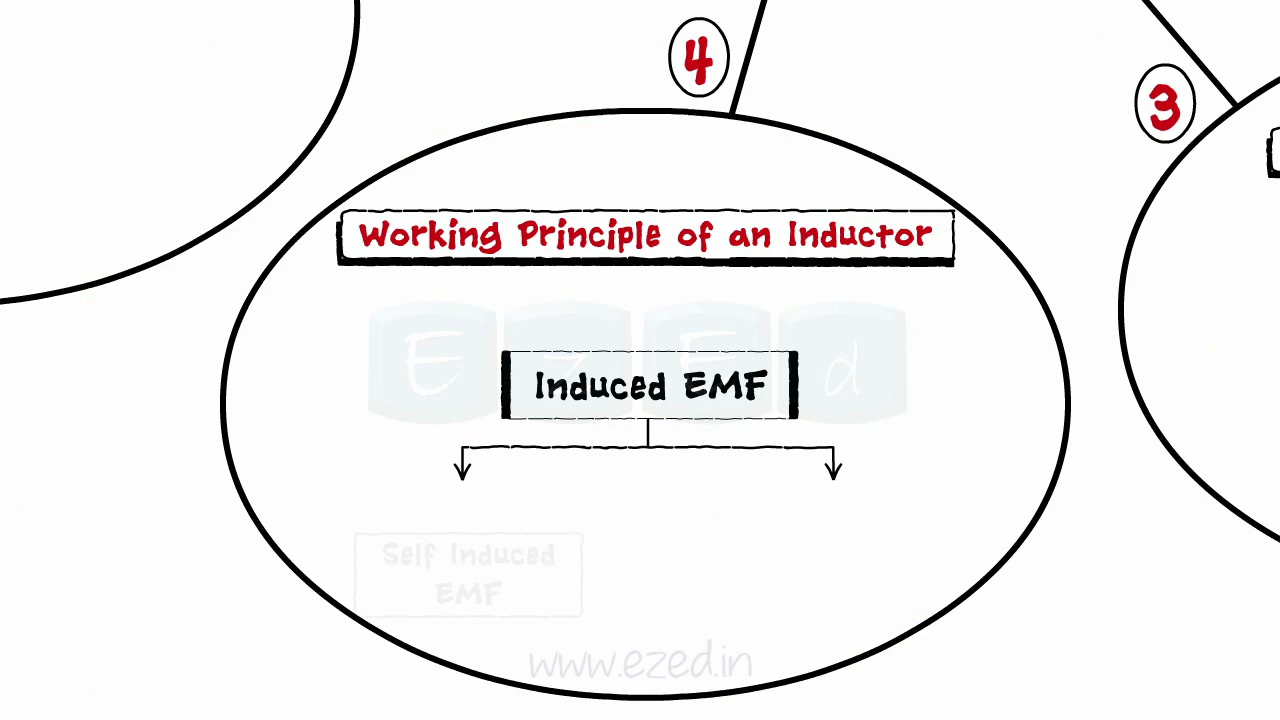 4
3
Working Principle of an Inductor
E z E d
Induced EMF
Self Induced
EMF
www.ezed.in